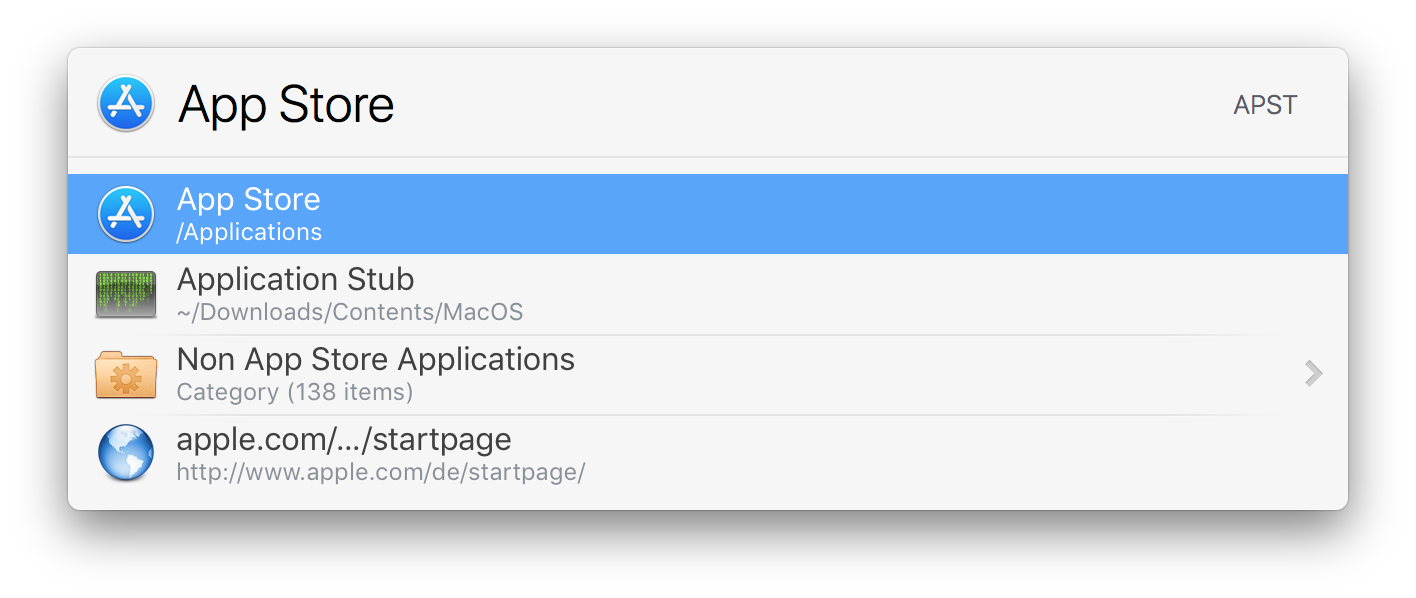 App Store
APST
App Store
/Applications
Application Stub
~/Downloads/Contents/MacOS
Non App Store Applications
Category (138 items)
apple.com/.../startpage
http://www.apple.com/de/startpage/